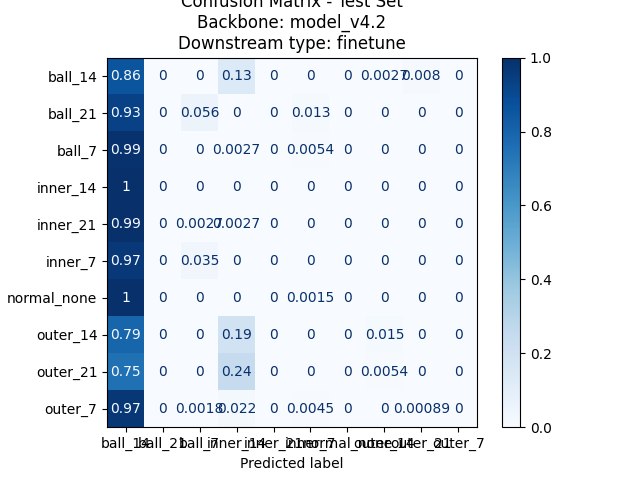 Confusion Matrix - Test Set
Backbone: model_v4.2
Downstream type: finetune
ball_14 0.86 0 0 0.13 0 0 0 0.0027 0.008 0
ball_21 0.93 0 0.056 0 0 0.013 0 0 0 0
ball_7 0.99 0 0 0.0027 0 0.0054 0 0 0 0
inner_14 1 0 0 0 0 0 0 0 0 0
inner_21 0.99 0 0.0027 0.0027 0 0 0 0 0 0
inner_7 0.97 0 0.035 0 0 0 0 0 0 0
normal_none 1 0 0 0 0 0.0015 0 0 0 0
outer_14 0.79 0 0 0.19 0 0 0 0.015 0 0
outer_21 0.75 0 0 0.24 0 0 0 0.0054 0 0
outer_7 0.97 0 0.0018 0.022 0 0.0045 0 0 0.00089 0
ball_14 ball_21 ball_7 inner_14 inner_21 inner_7 normal_none outer_14 outer_21 outer_7
Predicted label
1.0
0.8
0.6
0.4
0.2
0.0